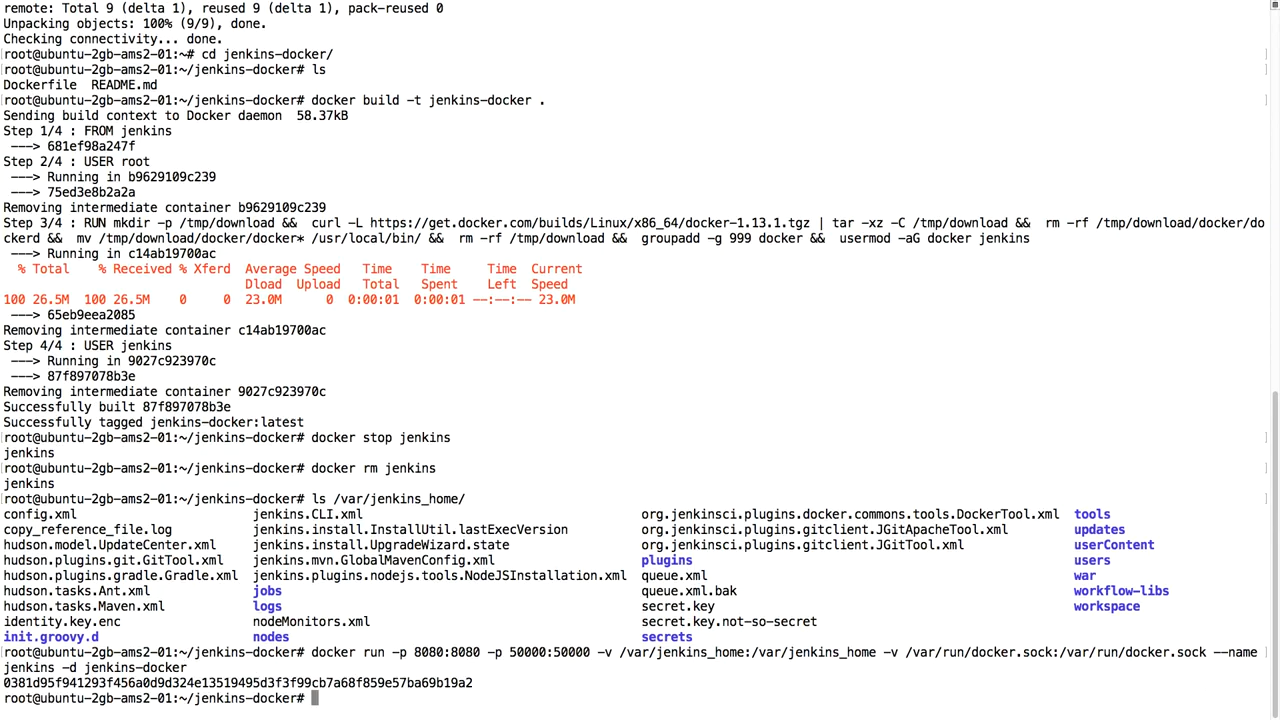 remote: Total 9 (delta 1), reused 9 (delta 1), pack-reused 0
Unpacking objects: 100% (9/9), done.
Checking connectivity... done.
root@ubuntu-2gb-ams2-01:~# cd jenkins-docker/
root@ubuntu-2gb-ams2-01:~/jenkins-docker# ls
Dockerfile  README.md
root@ubuntu-2gb-ams2-01:~/jenkins-docker# docker build -t jenkins-docker .
Sending build context to Docker daemon  58.37kB
Step 1/4 : FROM jenkins
 ---> 681ef98a247f
Step 2/4 : USER root
 ---> Running in b9629109c239
 ---> 75ed3e8b2a2a
Removing intermediate container b9629109c239
Step 3/4 : RUN mkdir -p /tmp/download &&  curl -L https://get.docker.com/builds/Linux/x86_64/docker-1.13.1.tgz | tar -xz -C /tmp/download &&  rm -rf /tmp/download/docker/do
ckerd &&  mv /tmp/download/docker/docker* /usr/local/bin/ &&  rm -rf /tmp/download &&  groupadd -g 999 docker &&  usermod -aG docker jenkins
 ---> Running in c14ab19700ac
  % Total    % Received % Xferd  Average Speed   Time    Time     Time  Current
                                 Dload  Upload   Total   Spent    Left  Speed
100 26.5M  100 26.5M    0     0  23.0M      0  0:00:01  0:00:01 --:--:-- 23.0M
 ---> 65eb9eea2085
Removing intermediate container c14ab19700ac
Step 4/4 : USER jenkins
 ---> Running in 9027c923970c
 ---> 87f897078b3e
Removing intermediate container 9027c923970c
Successfully built 87f897078b3e
Successfully tagged jenkins-docker:latest
root@ubuntu-2gb-ams2-01:~/jenkins-docker# docker stop jenkins
jenkins
root@ubuntu-2gb-ams2-01:~/jenkins-docker# docker rm jenkins
jenkins
root@ubuntu-2gb-ams2-01:~/jenkins-docker# ls /var/jenkins_home/
config.xml  jenkins.CLI.xml  org.jenkinsci.plugins.docker.commons.tools.DockerTool.xml  tools
copy_reference_file.log  jenkins.install.InstallUtil.lastExecVersion  org.jenkinsci.plugins.gitclient.JGitApacheTool.xml  updates
hudson.model.UpdateCenter.xml  jenkins.install.UpgradeWizard.state  org.jenkinsci.plugins.gitclient.JGitTool.xml  userContent
hudson.plugins.git.GitTool.xml  jenkins.mvn.GlobalMavenConfig.xml  plugins  users
hudson.plugins.gradle.Gradle.xml  jenkins.plugins.nodejs.tools.NodeJSInstallation.xml  queue.xml  war
hudson.tasks.Ant.xml  jobs  queue.xml.bak  workflow-libs
hudson.tasks.Maven.xml  logs  secret.key  workspace
identity.key.enc  nodeMonitors.xml  secret.key.not-so-secret
init.groovy.d  nodes  secrets
root@ubuntu-2gb-ams2-01:~/jenkins-docker# docker run -p 8080:8080 -p 50000:50000 -v /var/jenkins_home:/var/jenkins_home -v /var/run/docker.sock:/var/run/docker.sock --name
jenkins -d jenkins-docker
0381d95f941293f456a0d9d324e13519495d3f3f99cb7a68f859e57ba69b19a2
root@ubuntu-2gb-ams2-01:~/jenkins-docker#